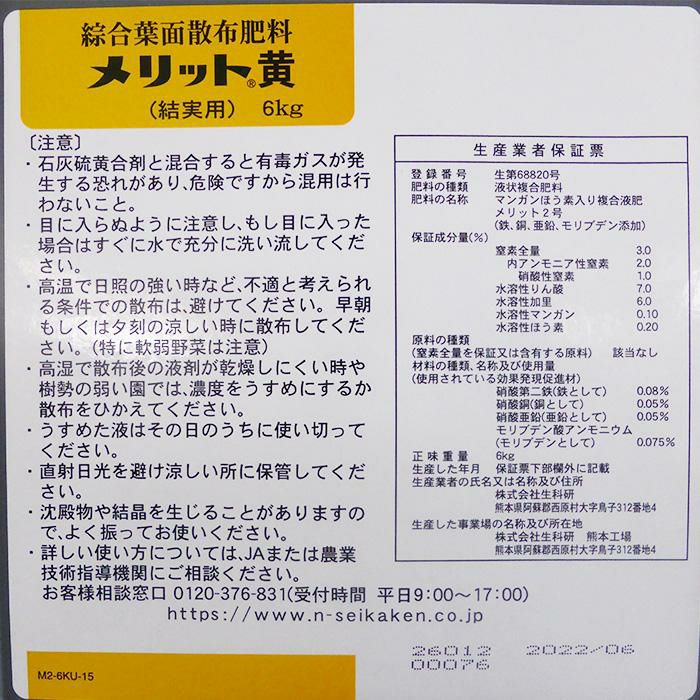 綜合葉面散布肥料
メリット®黄
(結実用) 6kg
〔注意〕
・石灰硫黄合剤と混合すると有毒ガスが発
生する恐れがあり、危険ですから混用は行
わないこと。
・目に入らぬように注意し、もし目に入った
場合はすぐに水で充分に洗い流してくだ
さい。
・高温で日照の強い時など、不適と考えられ
る条件での散布は、避けてください。早朝
もしくは夕刻の涼しい時に散布してくだ
さい。(特に軟弱野菜は注意)
・高湿で散布後の液剤が乾燥しにくい時や
樹勢の弱い園では、濃度をうすめにするか
散布をひかえてください。
・うすめた液はその日のうちに使い切って
ください。
・直射日光を避け涼しい所に保管してくだ
さい。
・沈殿物や結晶を生じることがありますの
で、よく振ってお使いください。
・詳しい使い方については、JAまたは農業
技術指導機関にご相談ください。
お客様相談窓口 0120-376-831(受付時間 平日9:00〜17:00)
https://www.n-seikaken.co.jp
生産業者保証票
登録番号 生第68820号
肥料の種類 液状複合肥料
肥料の名称 マンガンほう素入り複合液肥
メリット2号
(鉄、銅、亜鉛、モリブデン添加)
保証成分量(%)
窒素全量 3.0
内アンモニア性窒素 2.0
硝酸性窒素 1.0
水溶性りん酸 7.0
水溶性加里 6.0
水溶性マンガン 0.10
水溶性ほう素 0.20
原料の種類
(窒素全量を保証又は含有する原料) 該当なし
材料の種類、名称及び使用量
(使用されている効果発現促進材)
硝酸第二鉄(鉄として) 0.08%
硝酸銅(銅として) 0.05%
硝酸亜鉛(亜鉛として) 0.05%
モリブデン酸アンモニウム
(モリブデンとして) 0.075%
正味重量 6kg
生産した年月 保証票下部欄外に記載
生産業者の氏名又は名称及び住所
株式会社生科研
熊本県阿蘇郡西原村大字鳥子312番地4
生産した事業場の名称及び所在地
株式会社生科研 熊本工場
熊本県阿蘇郡西原村大字鳥子312番地4
26012 2022/06
00076
M2-6KU-15